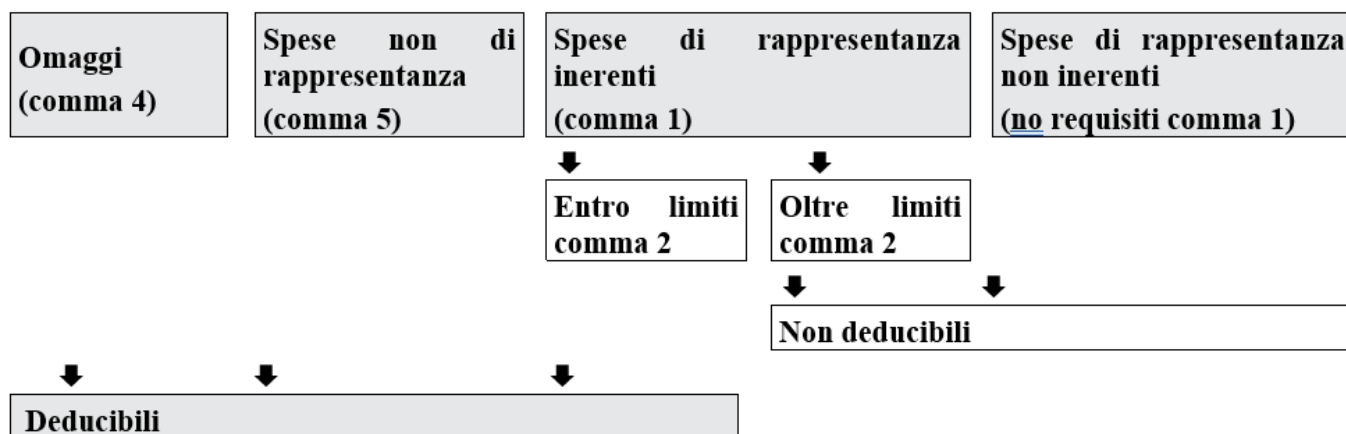 Omaggi
(comma 4)
Spese non di
rappresentanza
(comma 5)
Spese di rappresentanza
inerenti
(comma 1)
Spese di rappresentanza
non inerenti
(no requisiti comma 1)
Entro limiti
comma 2
Oltre limiti
comma 2
Non deducibili
Deducibili